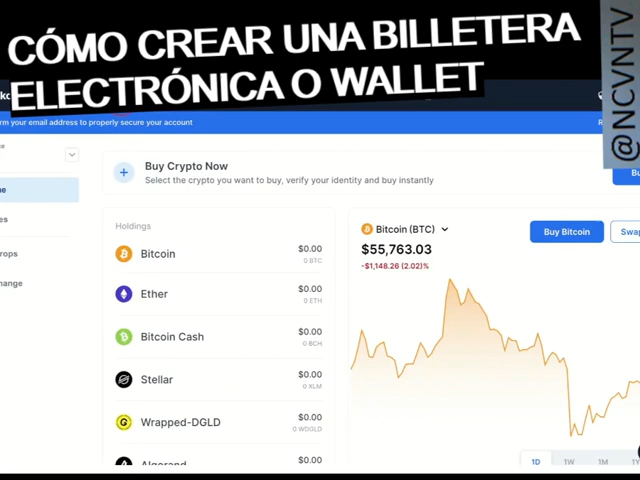 CÓMO CREAR UNA BILLETERA
ELECTRÓNICA O WALLET
@NCVNTV
rm your email address to properly secure your account
Buy Crypto Now
Select the crypto you want to buy, verify your identity and buy instantly
Holdings
Bitcoin $0.00
0 BTC
Ether $0.00
0 ETH
Bitcoin Cash $0.00
0 BCH
Stellar $0.00
0 XLM
Wrapped-DGLD $0.00
0 WDGLD
Algorand $0.00
Bitcoin (BTC)
$55,763.03
-$1,148.26 (2.02)%
Buy Bitcoin
Swap
1D 1W 1M 1Y